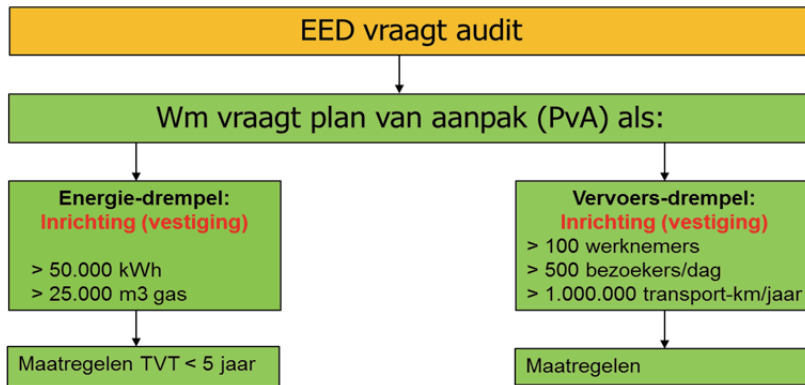 EED vraagt audit
Wm vraagt plan van aanpak (PvA) als:
Energie-drempel:
Inrichting (vestiging)
> 50.000 kWh
> 25.000 m3 gas
Vervoers-drempel:
Inrichting (vestiging)
> 100 werknemers
> 500 bezoekers/dag
> 1.000.000 transport-km/jaar
Maatregelen TVT < 5 jaar
Maatregelen